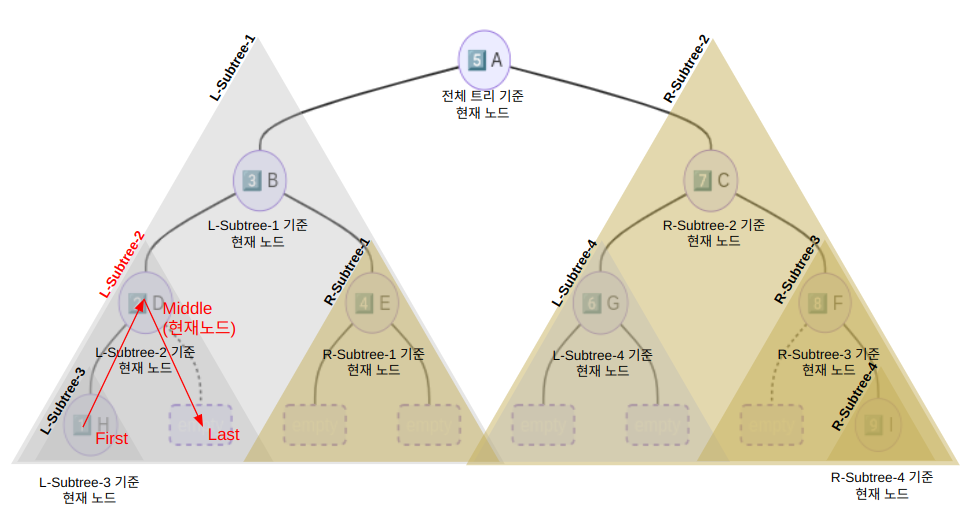 L-Subtree-1
R-Subtree-2
5 A
전체 트리 기준
현재 노드
3 B
7 C
L-Subtree-1 기준
현재 노드
R-Subtree-2 기준
현재 노드
L-Subtree-2
R-Subtree-1
L-Subtree-4
R-Subtree-3
2 D
Middle
(현재노드)
4 E
6 G
8 F
L-Subtree-2 기준
현재 노드
R-Subtree-1 기준
현재 노드
L-Subtree-4 기준
현재 노드
R-Subtree-3 기준
현재 노드
L-Subtree-3
R-Subtree-4
1 H
First
Last
empty
empty
empty
empty
empty
9 I
L-Subtree-3 기준
현재 노드
R-Subtree-4 기준
현재 노드